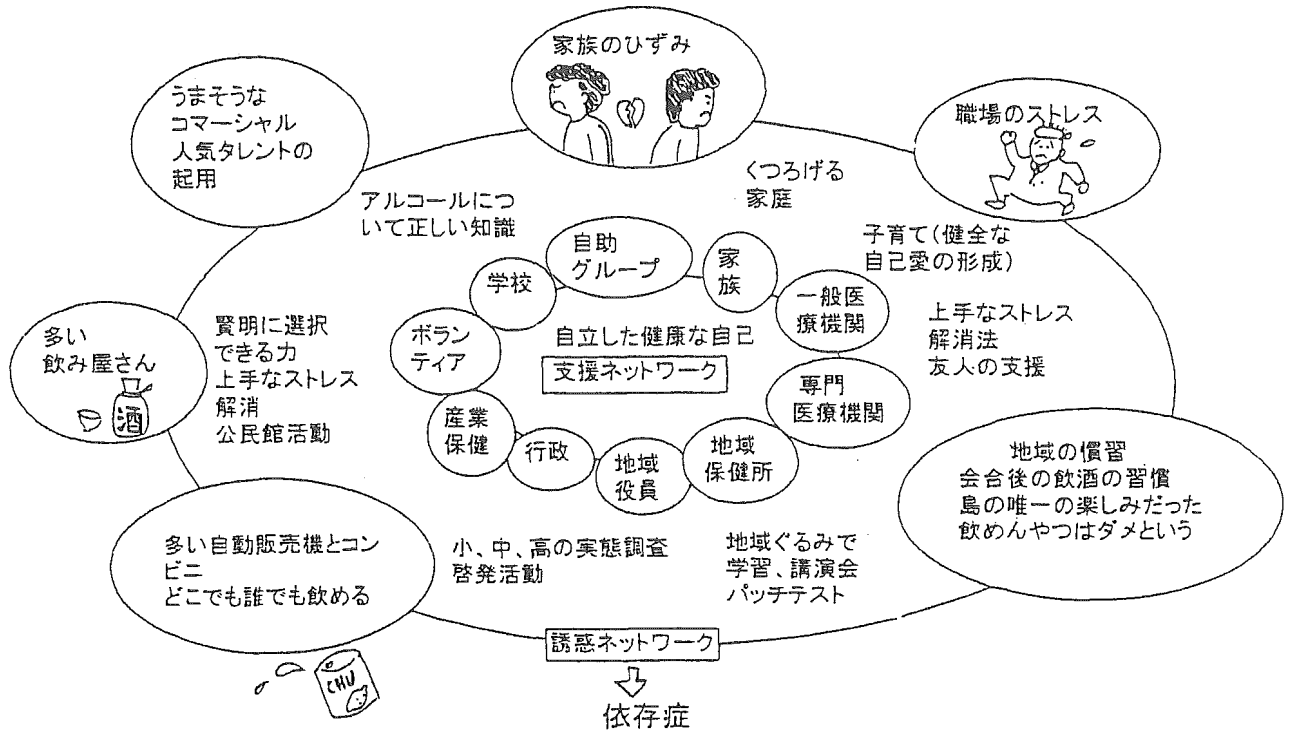 家族のひずみ
うまそうな
コマーシャル
人気タレントの
起用
職場のストレス
くつろげる
家庭
アルコールにつ
いて正しい知識
子育て(健全な
自己愛の形成)
自助
グループ
家
族
学校
一般医
療機関
多い
飲み屋さん
酒
賢明に選択
できる力
上手なストレス
解消
公民館活動
ボラン
ティア
自立した健康な自己
支援ネットワーク
上手なストレス
解消法
友人の支援
専門
医療機関
産業
保健
行政
地域
役員
地域
保健所
地域の慣習
会合後の飲酒の習慣
島の唯一の楽しみだった
飲めんやつはダメという
多い自動販売機とコン
ビニ
どこでも誰でも飲める
小、中、高の実態調査
啓発活動
地域ぐるみで
学習、講演会
パッチテスト
誘惑ネットワーク
CHU
依存症